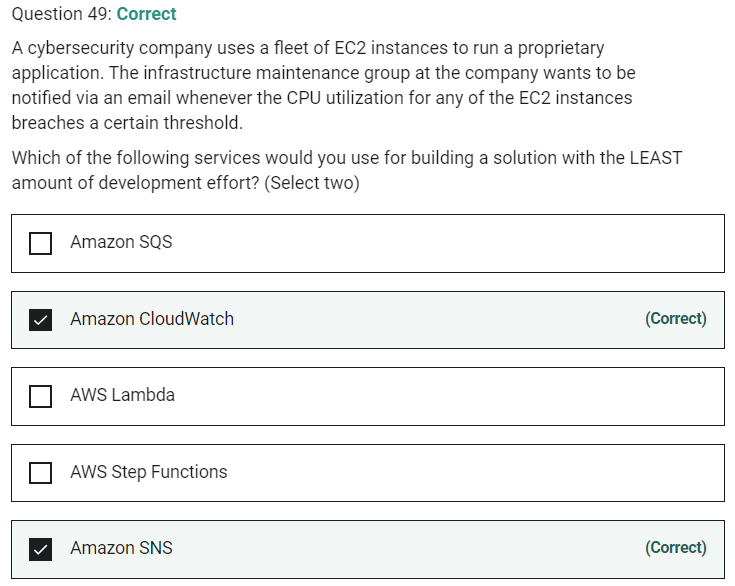 Question 49: Correct
A cybersecurity company uses a fleet of EC2 instances to run a proprietary
application. The infrastructure maintenance group at the company wants to be
notified via an email whenever the CPU utilization for any of the EC2 instances
breaches a certain threshold.
Which of the following services would you use for building a solution with the LEAST
amount of development effort? (Select two)
Amazon SQS
Amazon CloudWatch (Correct)
AWS Lambda
AWS Step Functions
Amazon SNS (Correct)